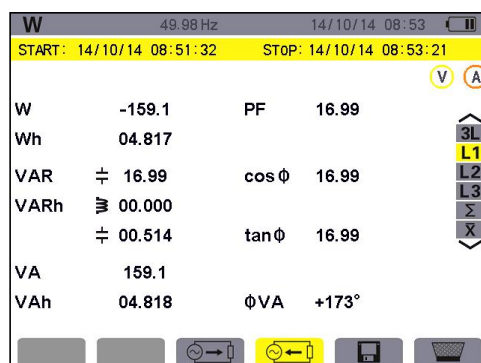 W 49.98 Hz 14/10/14 08:53
START: 14/10/14 08:51:32 STOP: 14/10/14 08:53:21
V A
W -159.1 PF 16.99
Wh 04.817
VAR 16.99 cos Φ 16.99
VARh 00.000
00.514 tan Φ 16.99
VA 159.1
VAh 04.818 ΦVA +173°
3L
L1
L2
L3
Σ
X̄